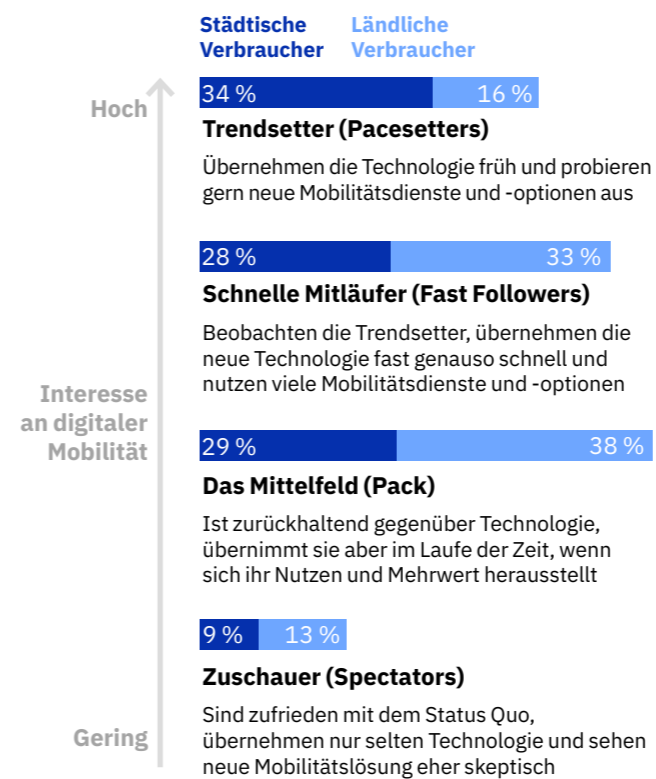 Städtische
Verbraucher
Ländliche
Verbraucher
Hoch
34 % 16 %
Trendsetter (Pacesetters)
Übernehmen die Technologie früh und probieren
gern neue Mobilitätsdienste und -optionen aus
28 % 33 %
Schnelle Mitläufer (Fast Followers)
Beobachten die Trendsetter, übernehmen die
neue Technologie fast genauso schnell und
nutzen viele Mobilitätsdienste und -optionen
Interesse
an digitaler
Mobilität
29 % 38 %
Das Mittelfeld (Pack)
Ist zurückhaltend gegenüber Technologie,
übernimmt sie aber im Laufe der Zeit, wenn
sich ihr Nutzen und Mehrwert herausstellt
9 % 13 %
Zuschauer (Spectators)
Sind zufrieden mit dem Status Quo,
übernehmen nur selten Technologie und sehen
neue Mobilitätslösung eher skeptisch
Gering